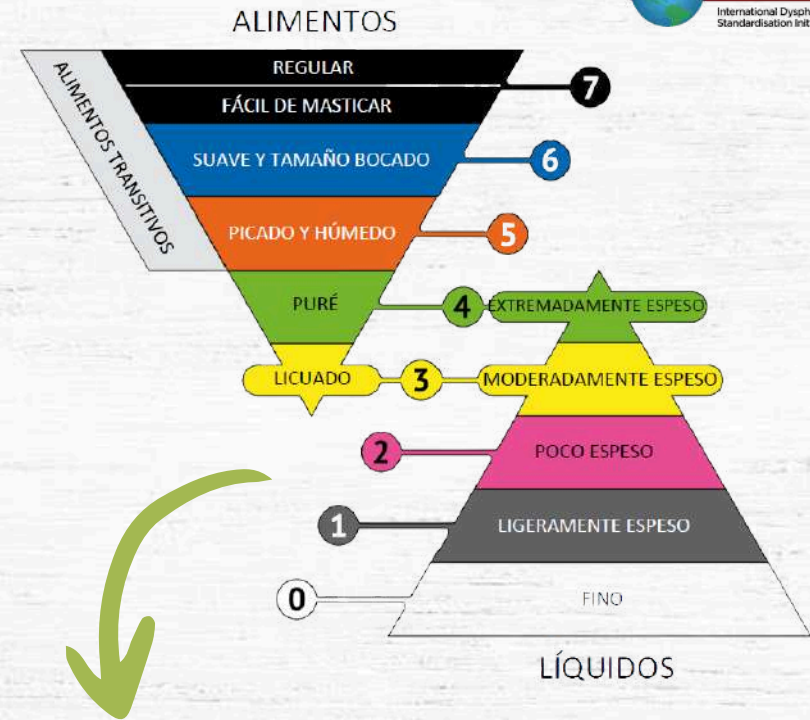 International Dysph
Standardisation Init
ALIMENTOS
ALIMENTOS TRANSITIVOS
REGULAR
7
FÁCIL DE MASTICAR
SUAVE Y TAMAÑO BOCADO
6
PICADO Y HÚMEDO
5
PURÉ
4
EXTREMADAMENTE ESPESO
LICUADO
3
MODERADAMENTE ESPESO
2
POCO ESPESO
1
LIGERAMENTE ESPESO
0
FINO
LÍQUIDOS